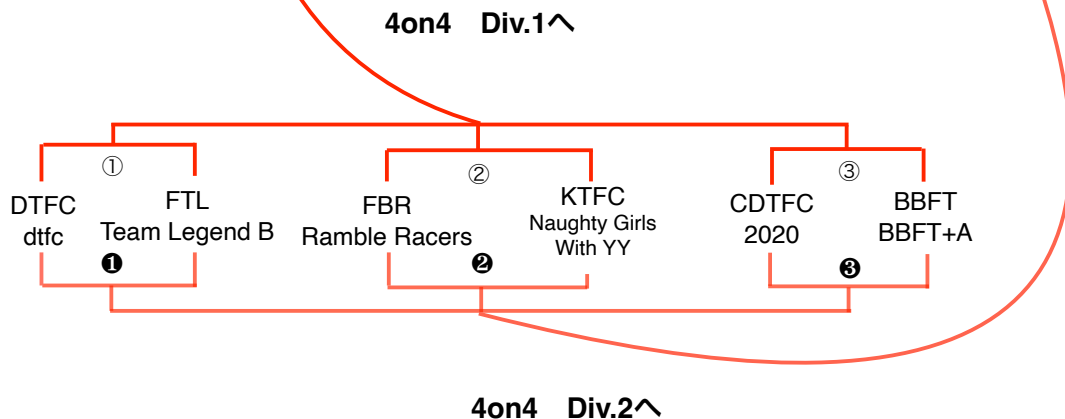 4on4　Div.1へ
①
②
③
DTFC
dtfc
FTL
Team Legend B
FBR
Ramble Racers
KTFC
Naughty Girls
With YY
CDTFC
2020
BBFT
BBFT+A
❶
❷
❸
4on4　Div.2へ